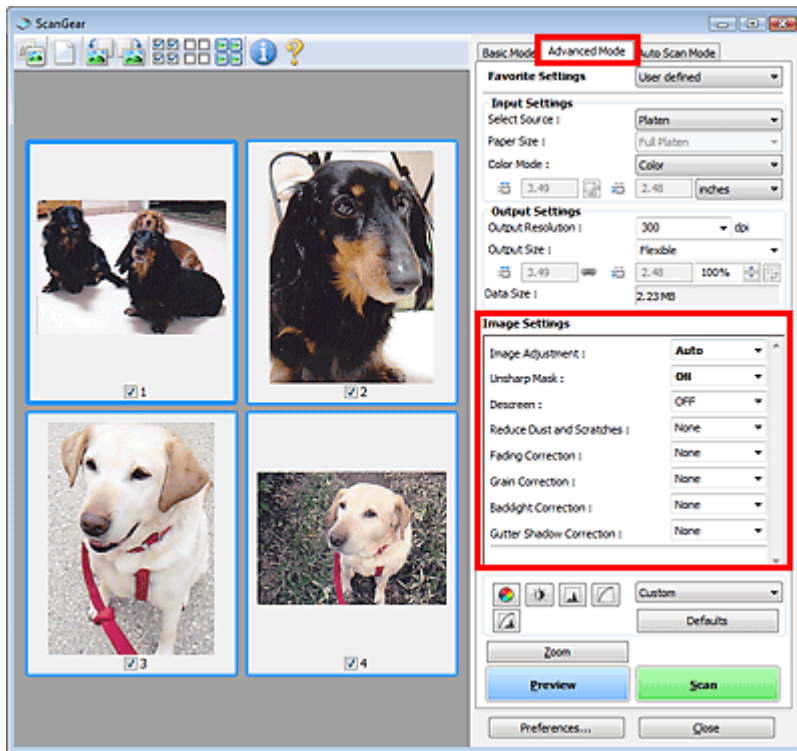 ScanGear
Basic Mode Advanced Mode Auto Scan Mode
Favorite Settings User defined
Input Settings
Select Source : Platen
Paper Size : Full Platen
Color Mode : Color
3.49 2.48 inches
Output Settings
Output Resolution : 300 dpi
Output Size : Flexible
3.49 2.48 100%
Data Size : 2.23 MB
Image Settings
Image Adjustment : Auto
Unsharp Mask : ON
Descreen : OFF
Reduce Dust and Scratches : None
Fading Correction : None
Grain Correction : None
Backlight Correction : None
Gutter Shadow Correction : None
Custom
Defaults
Zoom
Preview Scan
Preferences... Close
1
2
3
4